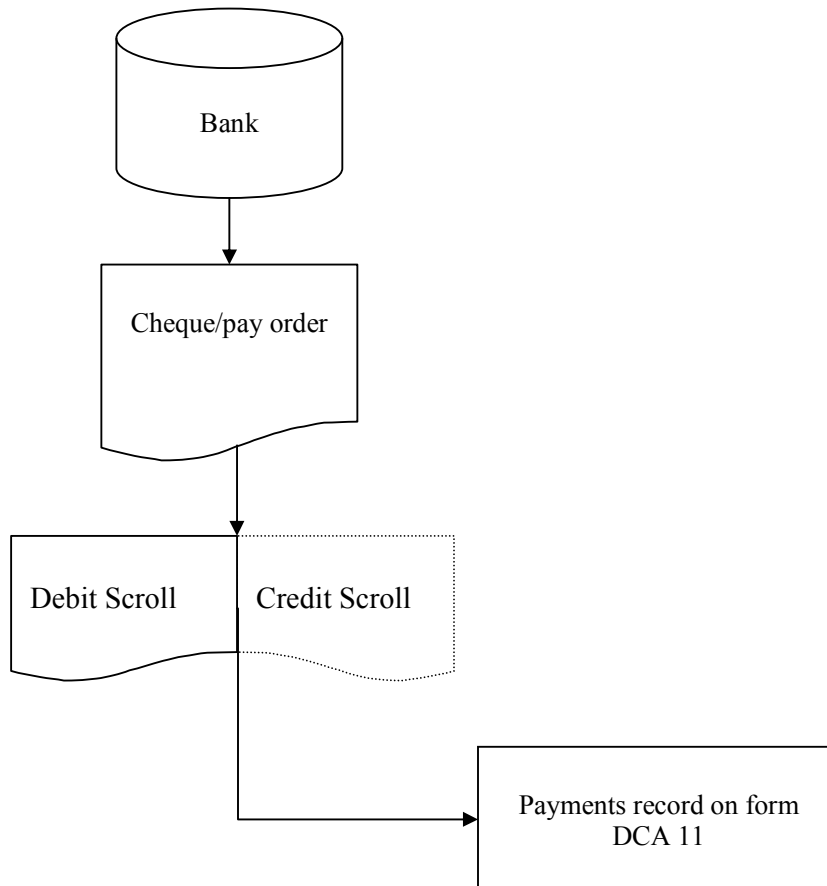 Bank
Cheque/pay order
Debit Scroll
Credit Scroll
Payments record on form
DCA 11